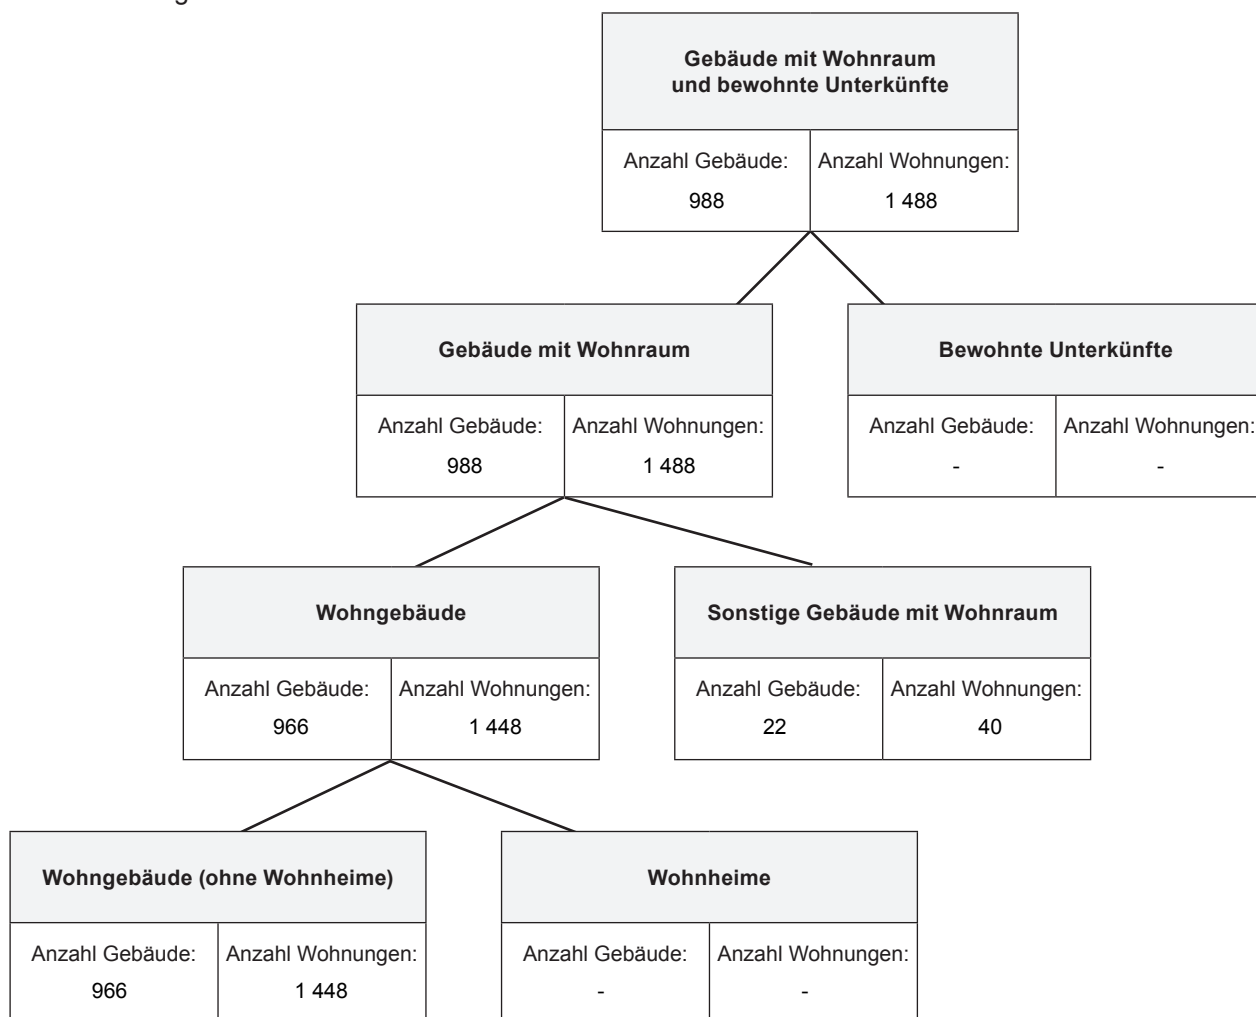 Gebäude mit Wohnraum
und bewohnte Unterkünfte
Anzahl Gebäude: Anzahl Wohnungen:
988 1 488
Gebäude mit Wohnraum
Anzahl Gebäude: Anzahl Wohnungen:
988 1 488
Bewohnte Unterkünfte
Anzahl Gebäude: Anzahl Wohnungen:
- -
Wohngebäude
Anzahl Gebäude: Anzahl Wohnungen:
966 1 448
Sonstige Gebäude mit Wohnraum
Anzahl Gebäude: Anzahl Wohnungen:
22 40
Wohngebäude (ohne Wohnheime)
Anzahl Gebäude: Anzahl Wohnungen:
966 1 448
Wohnheime
Anzahl Gebäude: Anzahl Wohnungen:
- -